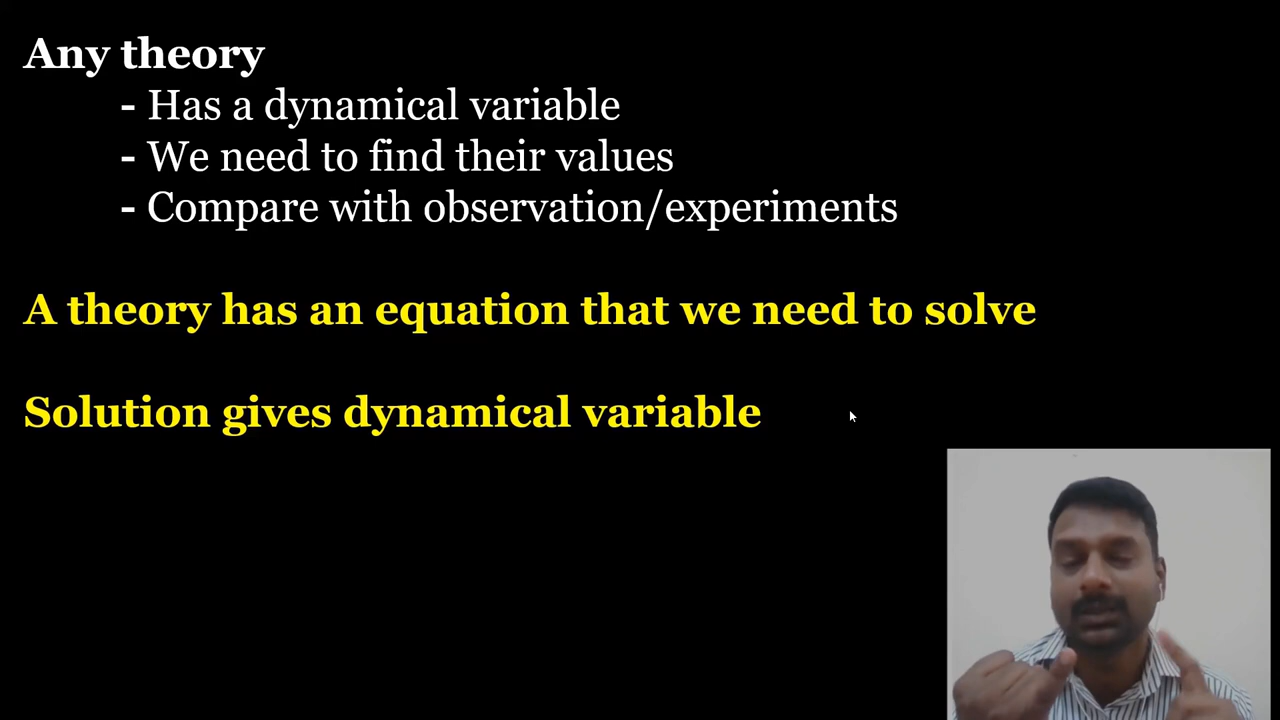 Any theory
- Has a dynamical variable
- We need to find their values
- Compare with observation/experiments
A theory has an equation that we need to solve
Solution gives dynamical variable